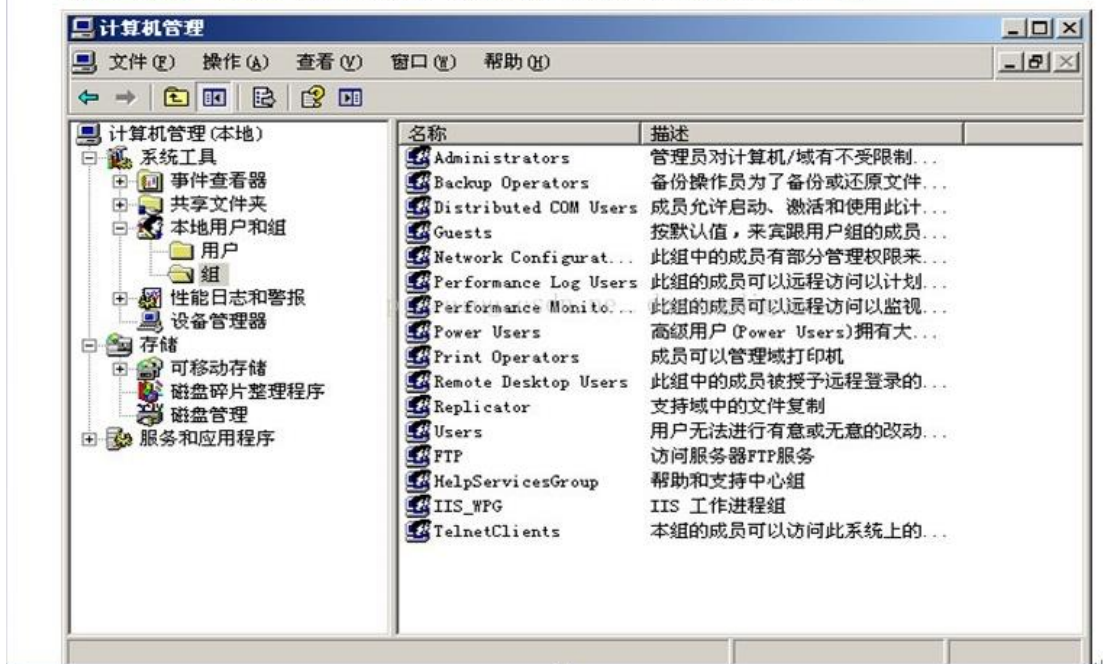 计算机管理
文件(F) 操作(A) 查看(V) 窗口(W) 帮助(H)
计算机管理(本地)
系统工具
事件查看器
共享文件夹
本地用户和组
用户
组
性能日志和警报
设备管理器
存储
可移动存储
磁盘碎片整理程序
磁盘管理
服务和应用程序
名称 描述
Administrators 管理员对计算机/域有不受限制...
Backup Operators 备份操作员为了备份或还原文件...
Distributed COM Users 成员允许启动、激活和使用此计...
Guests 按默认值，来宾跟用户组的成员...
Network Configurat... 此组中的成员有部分管理权限来...
Performance Log Users 此组的成员可以远程访问以计划...
Performance Monito... 此组的成员可以远程访问以监视...
Power Users 高级用户(Power Users)拥有大...
Print Operators 成员可以管理域打印机
Remote Desktop Users 此组中的成员被授予远程登录的...
Replicator 支持域中的文件复制
Users 用户无法进行有意或无意的改动...
FTP 访问服务器FTP服务
HelpServicesGroup 帮助和支持中心组
IIS_WPG IIS 工作进程组
TelnetClients 本组的成员可以访问此系统上的...